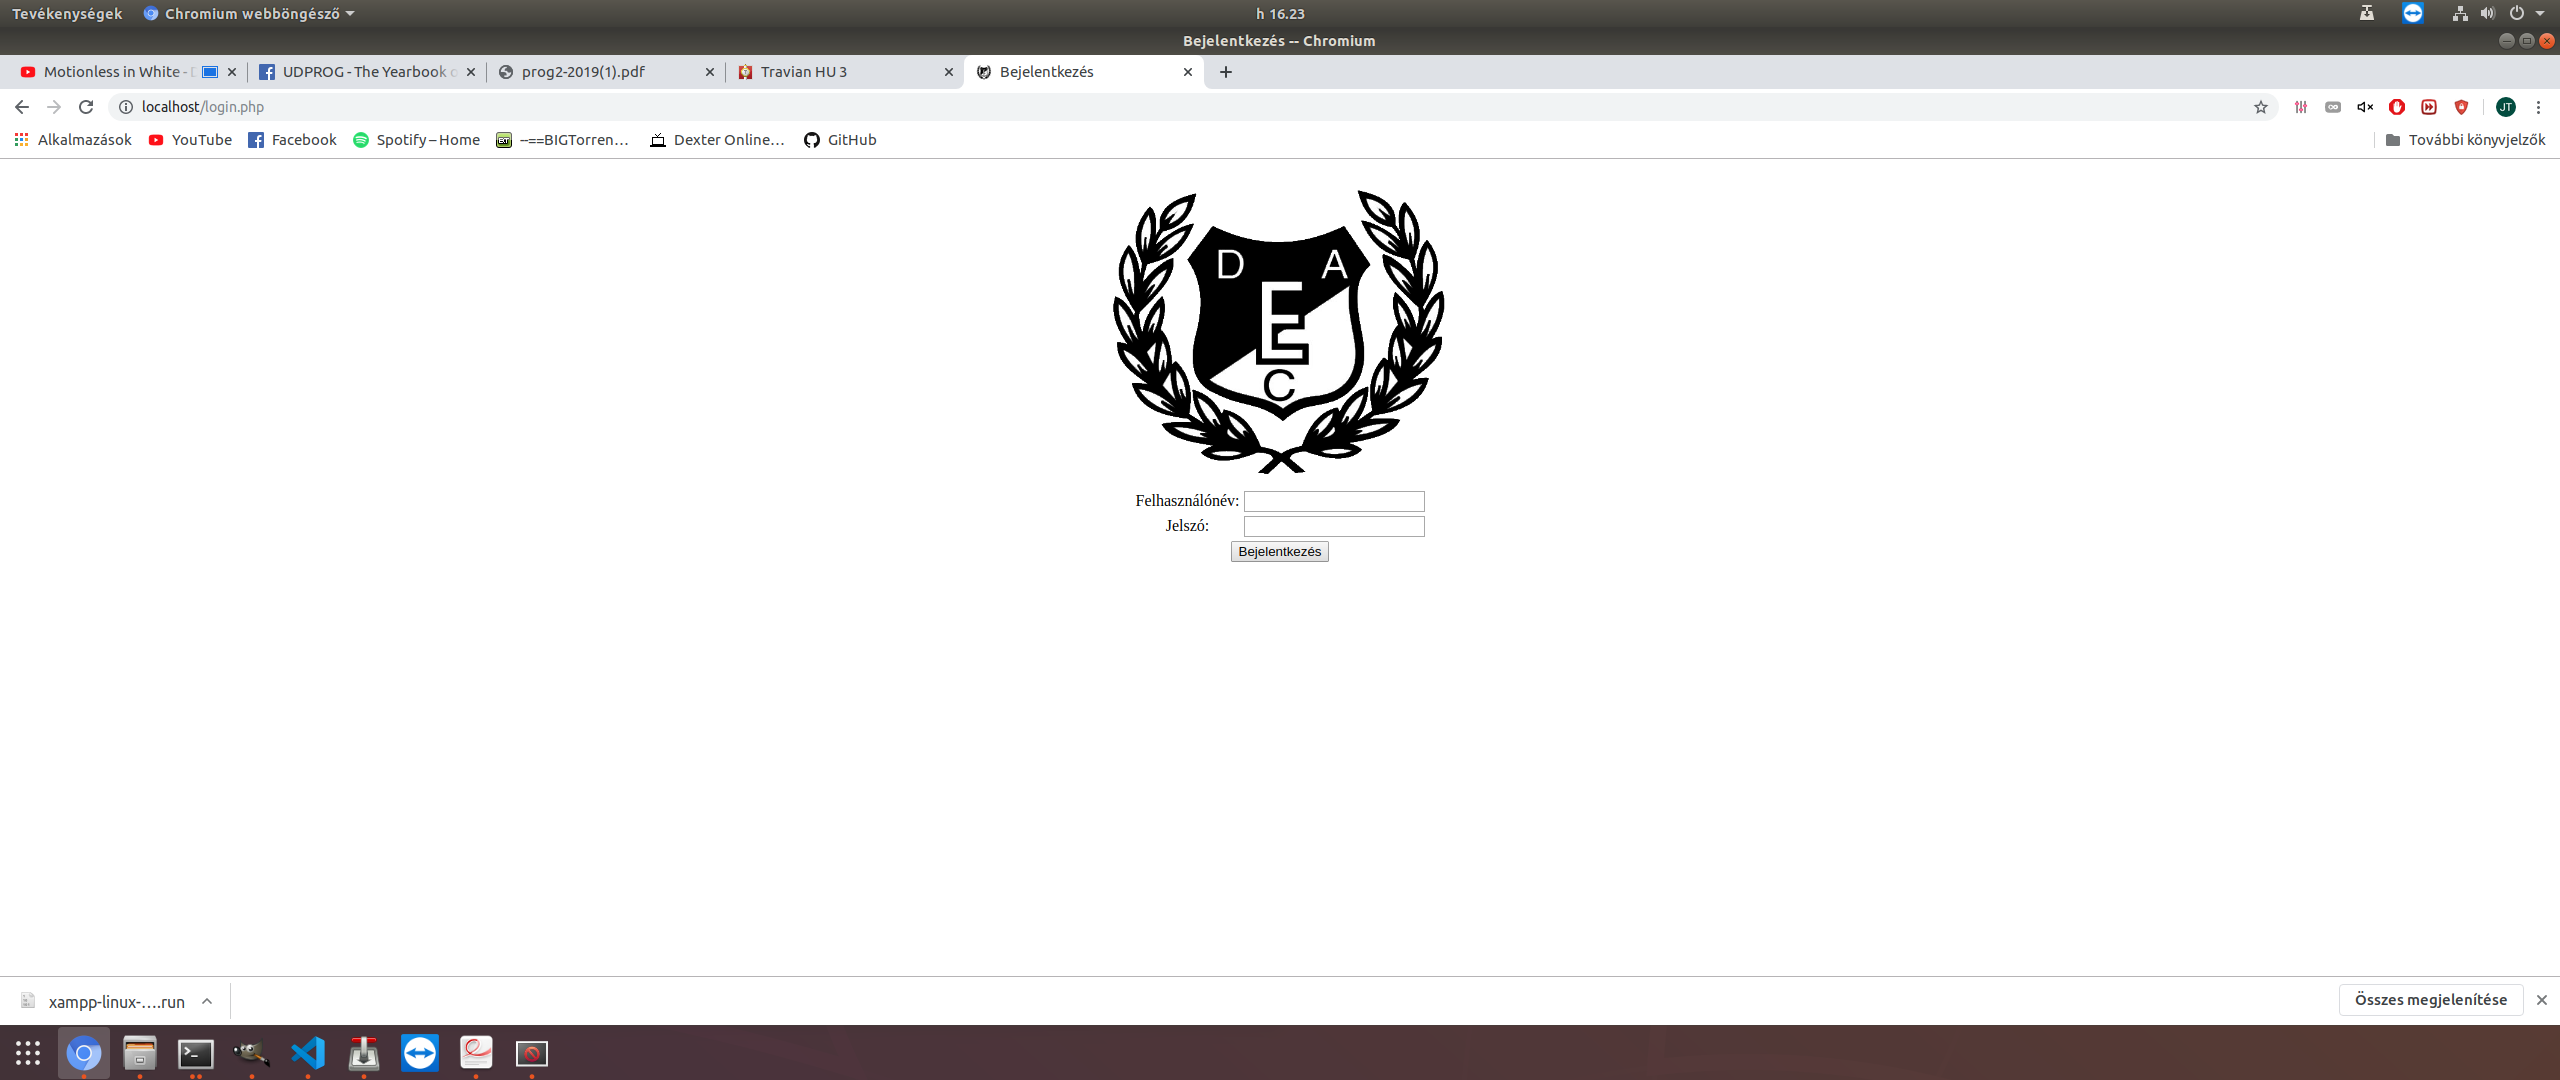 Tevékenységek Chromium webböngésző h 16.23
Bejelentkezés -- Chromium
Motionless in White - UDPROG - The Yearbook prog2-2019(1).pdf Travian HU 3 Bejelentkezés
localhost/login.php JT
Alkalmazások YouTube Facebook Spotify – Home --==BIGTorren… Dexter Online… GitHub További könyvjelzők
D A
E
C
Felhasználónév:
Jelszó:
Bejelentkezés
xampp-linux-….run Összes megjelenítése